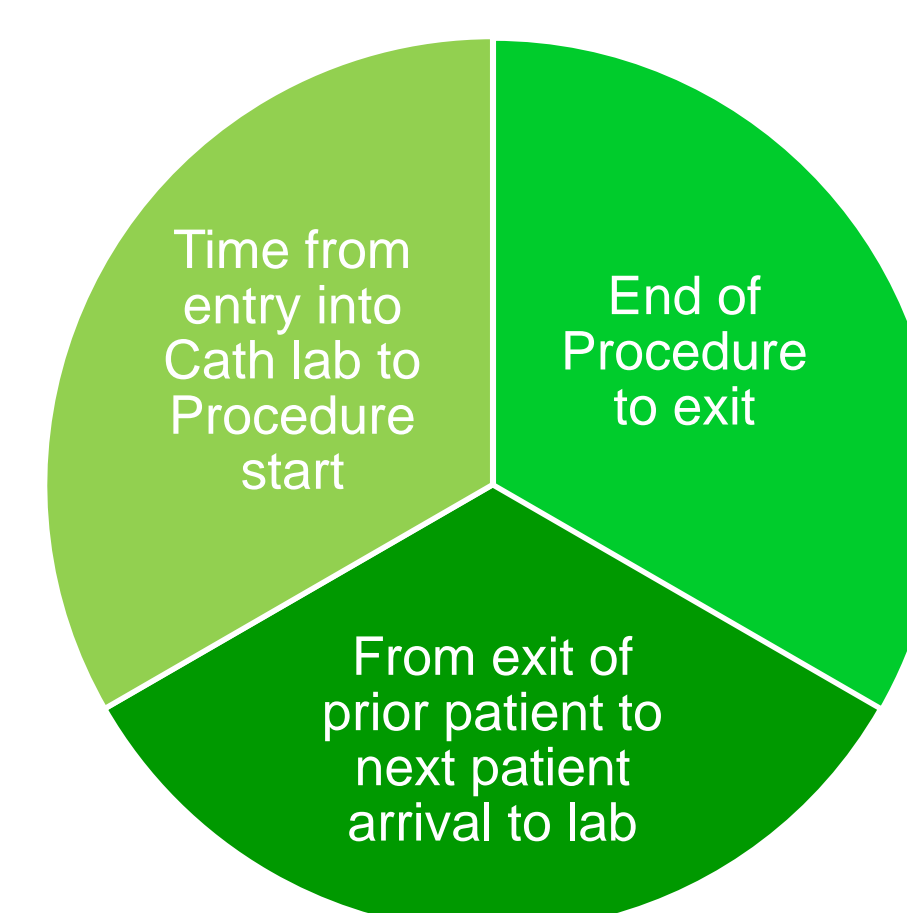 Time from
entry into
Cath lab to
Procedure
start
End of
Procedure
to exit
From exit of
prior patient to
next patient
arrival to lab